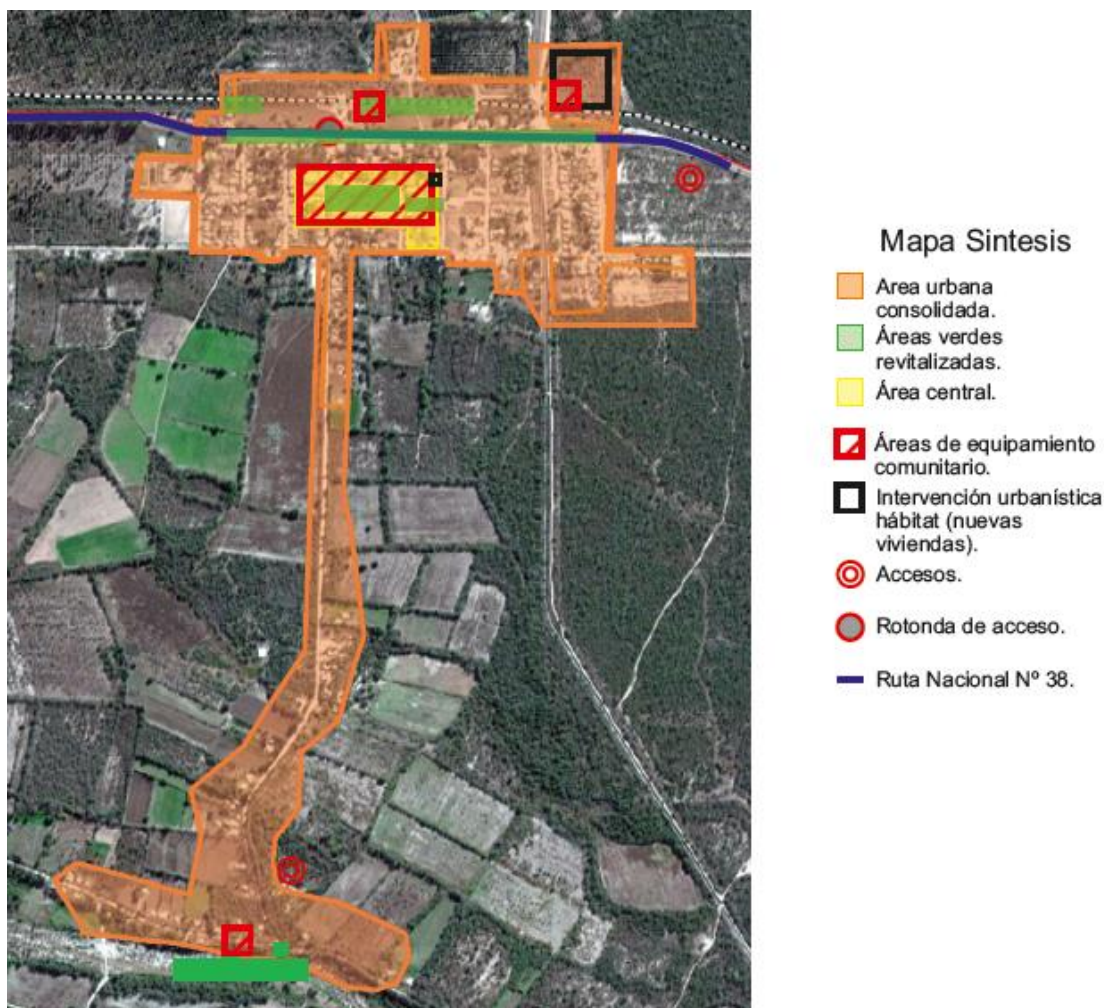 Mapa Sintesis
Area urbana
consolidada.
Áreas verdes
revitalizadas.
Área central.
Áreas de equipamiento
comunitario.
Intervención urbanística
hábitat (nuevas
viviendas).
Accesos.
Rotonda de acceso.
Ruta Nacional Nº 38.